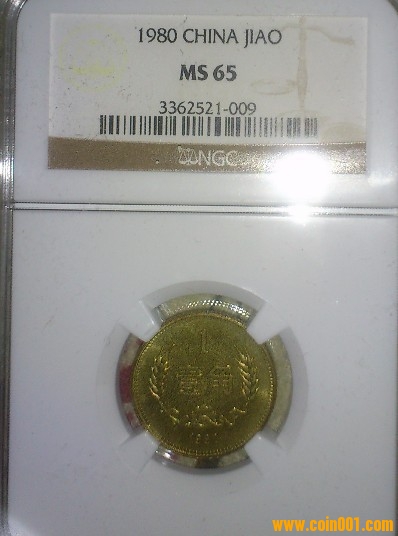 1980 CHINA JIAO
MS 65
3362521-009
NGC
1
壹角
www.coin001.com